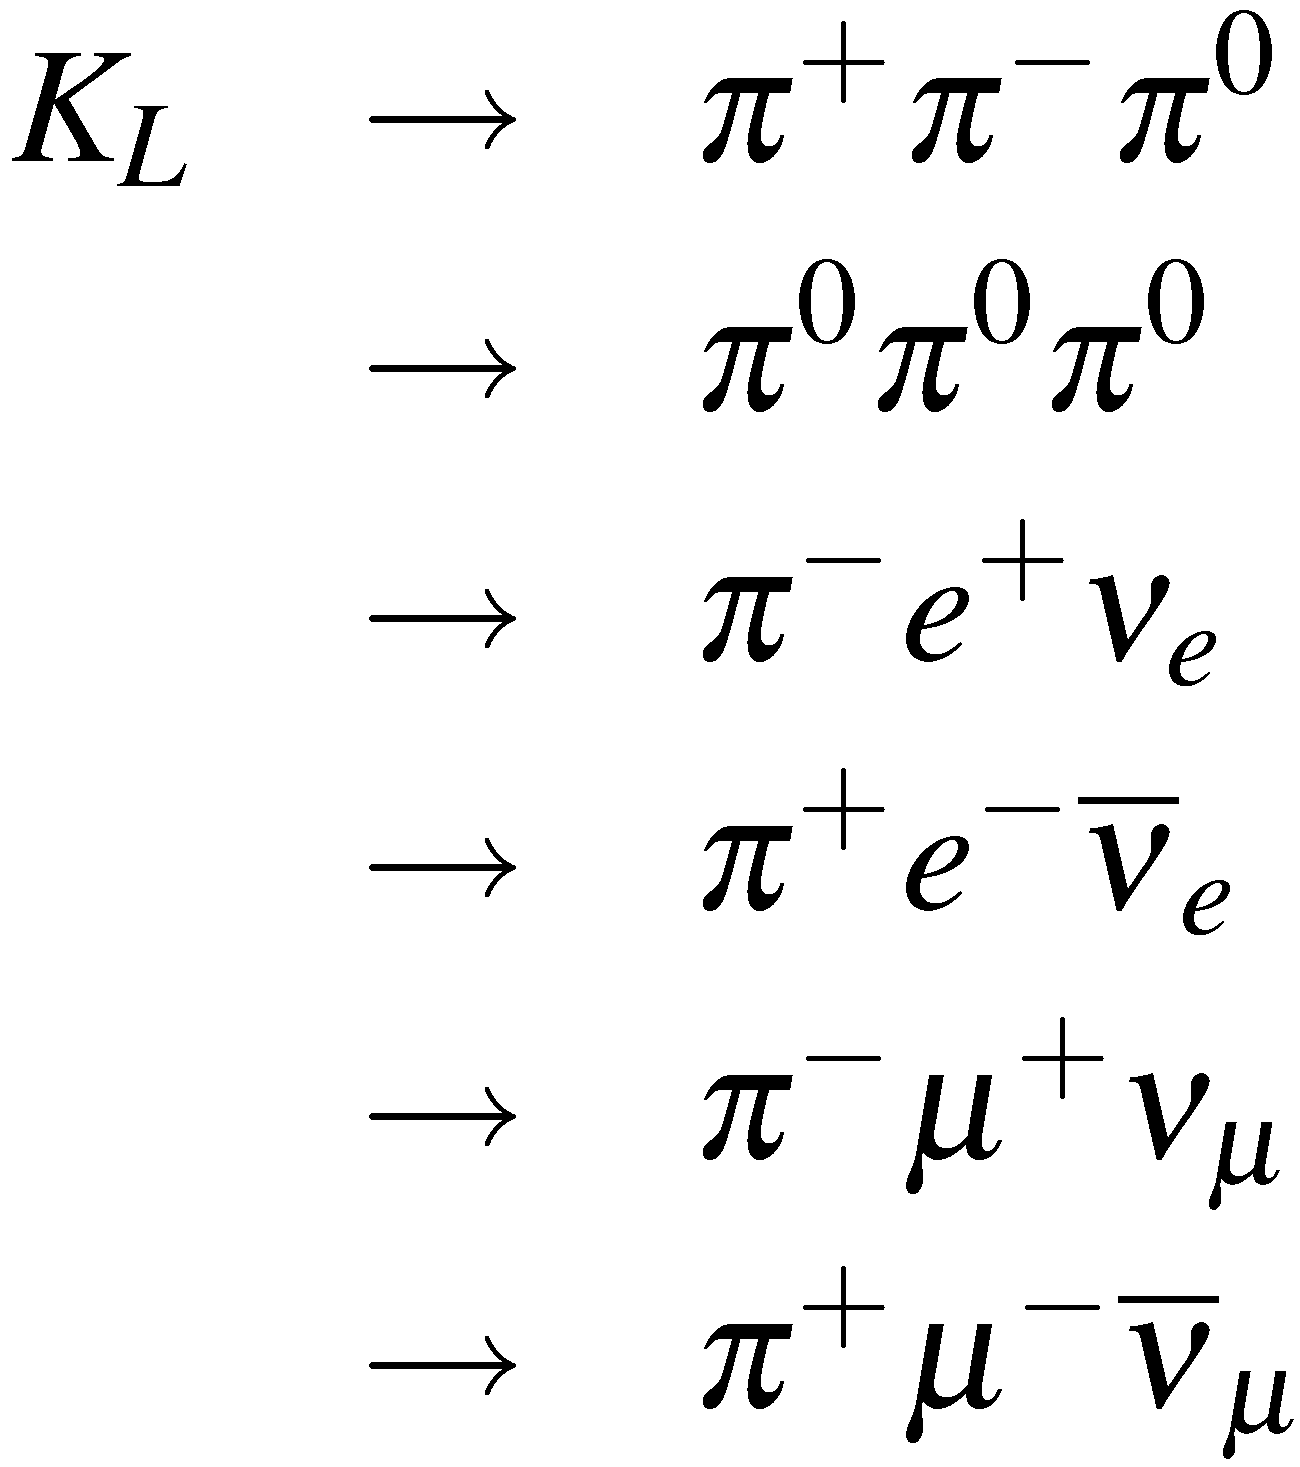 K_L → π⁺π⁻π⁰
→ π⁰π⁰π⁰
→ π⁻e⁺ν_e
→ π⁺e⁻ν̅_e
→ π⁻μ⁺ν_μ
→ π⁺μ⁻ν̅_μ